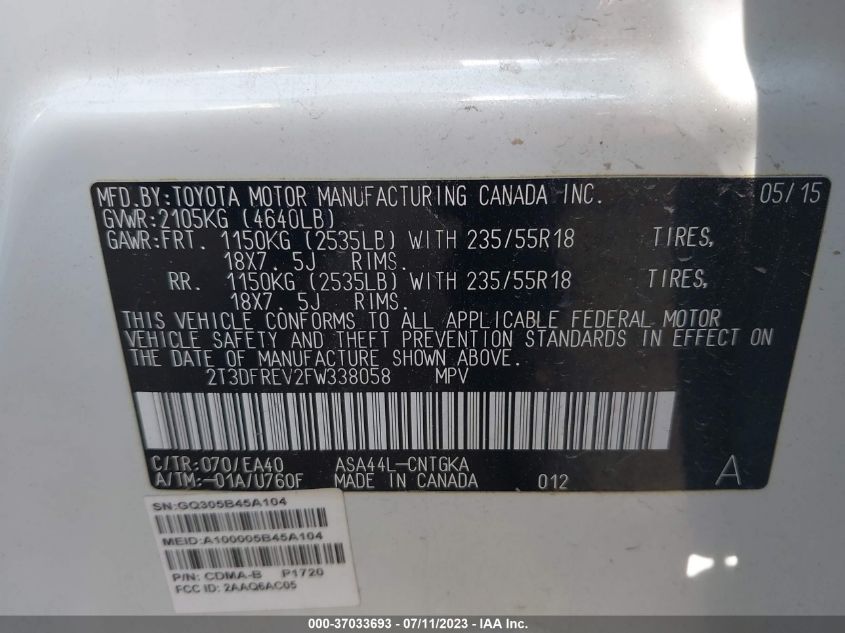 MFD.BY:TOYOTA MOTOR MANUFACTURING CANADA INC. 05/15
GVWR:2105KG (4640LB)
GAWR:FRT. 1150KG (2535LB) WITH 235/55R18 TIRES,
18X7. 5J RIMS.
RR. 1150KG (2535LB) WITH 235/55R18 TIRES,
18X7. 5J RIMS.
THIS VEHICLE CONFORMS TO ALL APPLICABLE FEDERAL MOTOR
VEHICLE SAFETY AND THEFT PREVENTION STANDARDS IN EFFECT ON
THE DATE OF MANUFACTURE SHOWN ABOVE.
2T3DFREV2FW338058 MPV
C/TR:070/EA40 ASA44L-CNTGKA
A/TM:-01A/U760F MADE IN CANADA 012 A
SN:GQ305B45A104
MEID:A100005B45A104
P/N: CDMA-B P1720
FCC ID: 2AAQ6AC05
000-37033693 - 07/11/2023 - IAA Inc.